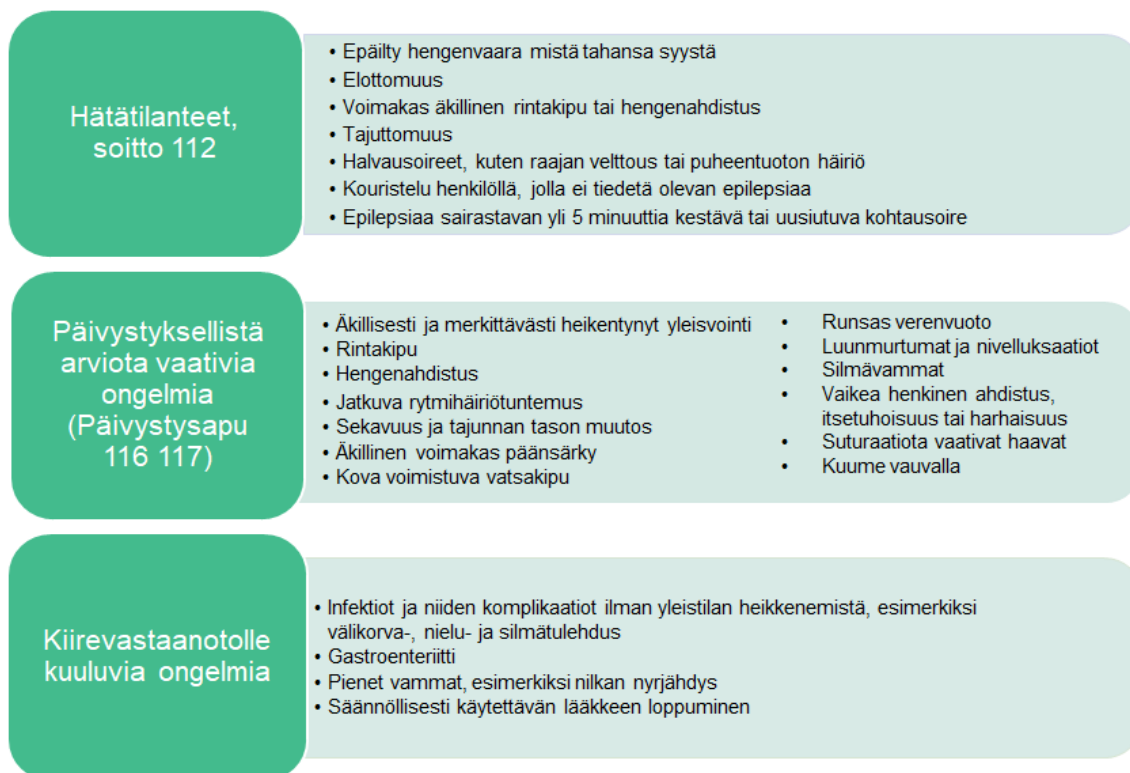 Hätätilanteet,
soitto 112
• Epäilty hengenvaara mistä tahansa syystä
• Elottomuus
• Voimakas äkillinen rintakipu tai hengenahdistus
• Tajuttomuus
• Halvausoireet, kuten raajan velttous tai puheentuoton häiriö
• Kouristelu henkilöllä, jolla ei tiedetä olevan epilepsiaa
• Epilepsiaa sairastavan yli 5 minuuttia kestävä tai uusiutuva kohtausoire
Päivystyksellistä
arviota vaativia
ongelmia
(Päivystysapu
116 117)
• Äkillisesti ja merkittävästi heikentynyt yleisvointi
• Rintakipu
• Hengenahdistus
• Jatkuva rytmihäiriötuntemus
• Sekavuus ja tajunnan tason muutos
• Äkillinen voimakas päänsärky
• Kova voimistuva vatsakipu
• Runsas verenvuoto
• Luunmurtumat ja nivelluksaatiot
• Silmävammat
• Vaikea henkinen ahdistus,
itsetuhoisuus tai harhaisuus
• Suturaatiota vaativat haavat
• Kuume vauvalla
Kiirevastaanotolle
kuuluvia ongelmia
• Infektiot ja niiden komplikaatiot ilman yleistilan heikkenemistä, esimerkiksi
välikorva-, nielu- ja silmätulehdus
• Gastroenteriitti
• Pienet vammat, esimerkiksi nilkan nyrjähdys
• Säännöllisesti käytettävän lääkkeen loppuminen